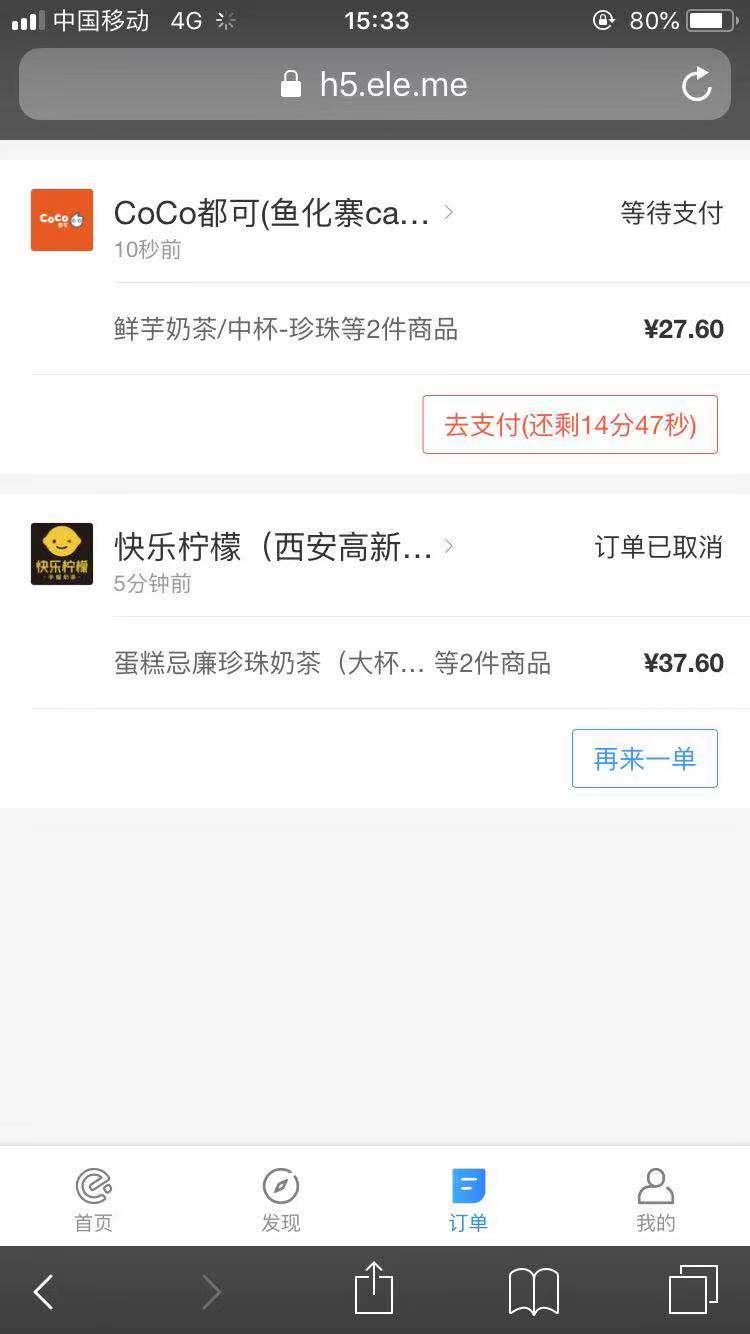 中国移动 4G 15:33 80%
h5.ele.me
CoCo
都可
CoCo都可(鱼化寨ca... 等待支付
10秒前
鲜芋奶茶/中杯-珍珠等2件商品 ¥27.60
去支付(还剩14分47秒)
快乐柠檬
快乐柠檬（西安高新... 订单已取消
5分钟前
蛋糕忌廉珍珠奶茶（大杯... 等2件商品 ¥37.60
再来一单
首页 发现 订单 我的